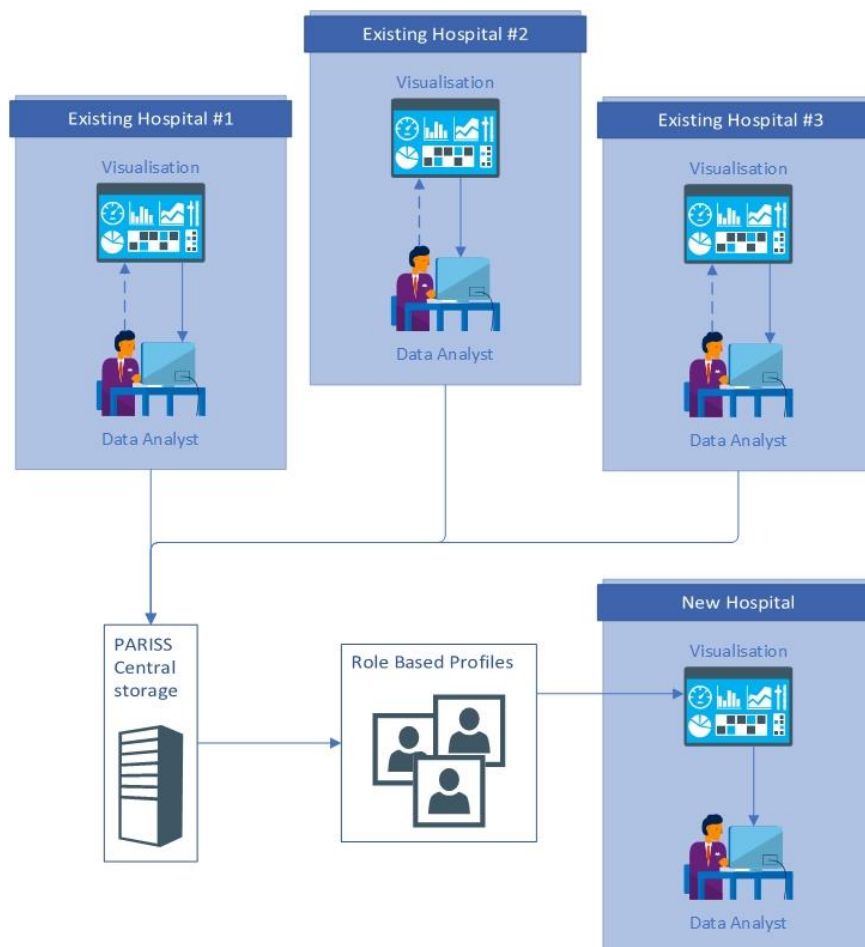 Existing Hospital #2
Visualisation
Data Analyst
Existing Hospital #1
Visualisation
Data Analyst
Existing Hospital #3
Visualisation
Data Analyst
PARISS
Central
storage
Role Based Profiles
New Hospital
Visualisation
Data Analyst